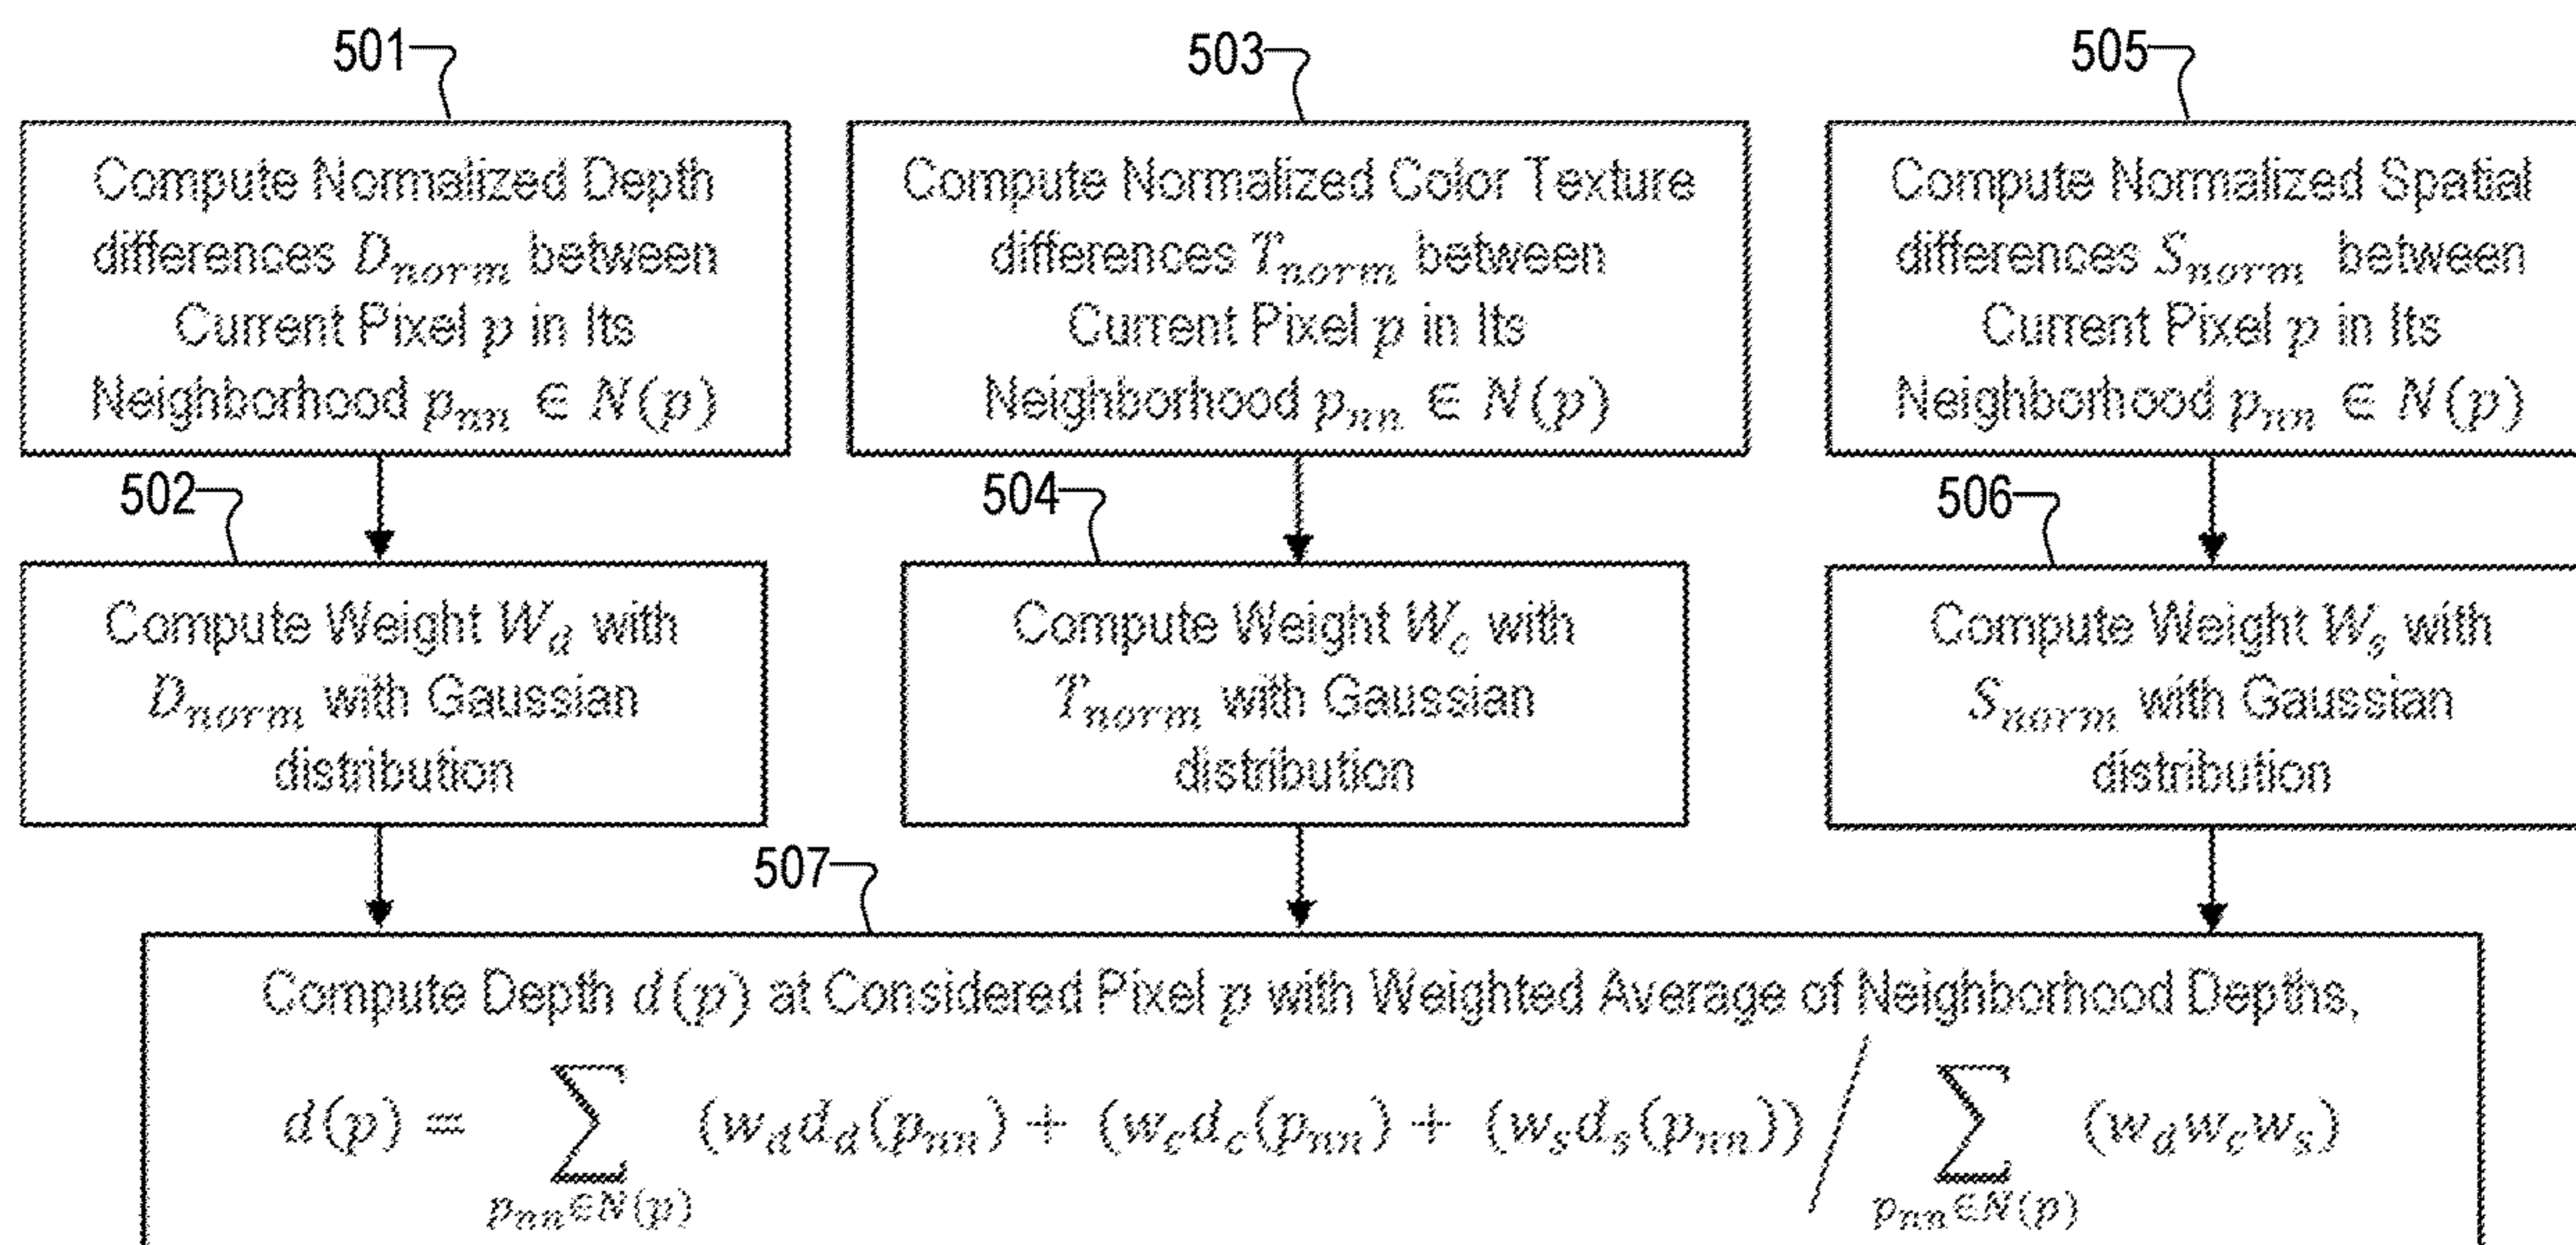 501
503
505
Compute Normalized Depth
differences D_norm between
Current Pixel p in Its
Neighborhood p_nn ∈ N(p)
Compute Normalized Color Texture
differences T_norm between
Current Pixel p in Its
Neighborhood p_nn ∈ N(p)
Compute Normalized Spatial
differences S_norm between
Current Pixel p in Its
Neighborhood p_nn ∈ N(p)
502
504
506
Compute Weight W_d with
D_norm with Gaussian
distribution
Compute Weight W_c with
T_norm with Gaussian
distribution
Compute Weight W_s with
S_norm with Gaussian
distribution
507
Compute Depth d(p) at Considered Pixel p with Weighted Average of Neighborhood Depths,
d(p) = ∑ (w_d d_d(p_nn) + (w_c d_c(p_nn) + (w_s d_s(p_nn)) / ∑ (w_d w_c w_s)
p_nn∈N(p) p_nn∈N(p)